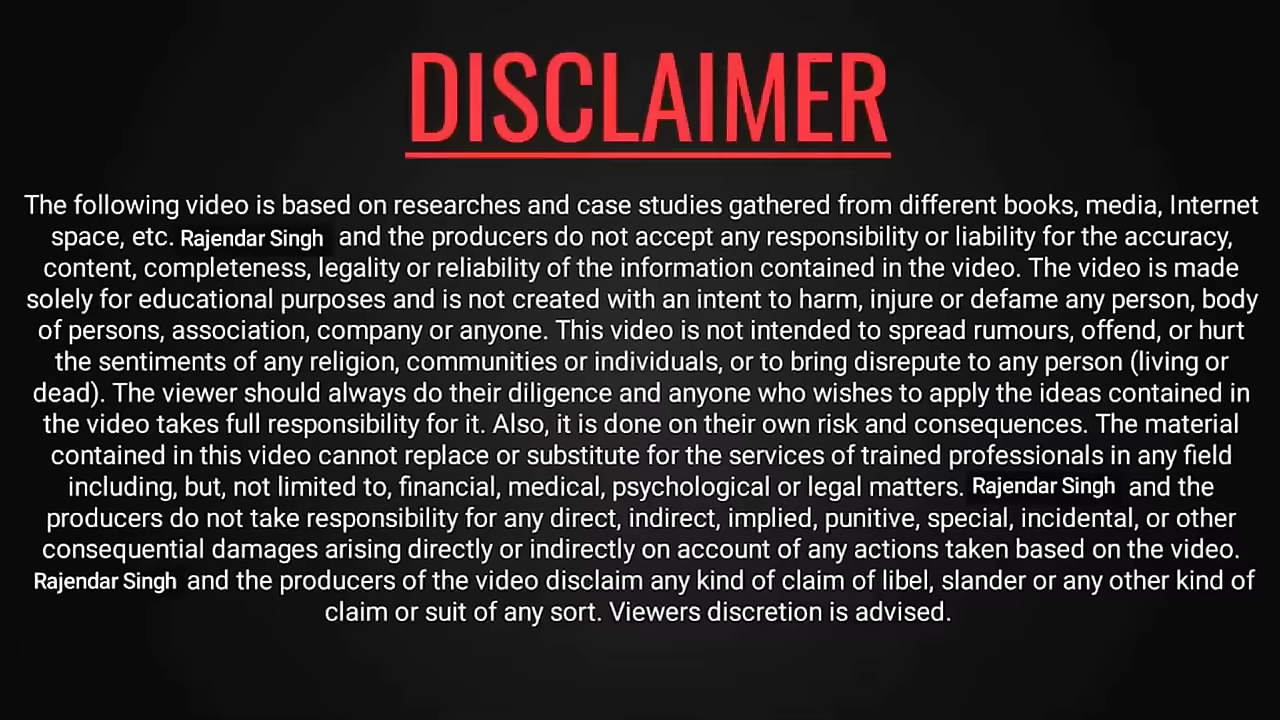 DISCLAIMER
The following video is based on researches and case studies gathered from different books, media, Internet
space, etc. Rajendar Singh and the producers do not accept any responsibility or liability for the accuracy,
content, completeness, legality or reliability of the information contained in the video. The video is made
solely for educational purposes and is not created with an intent to harm, injure or defame any person, body
of persons, association, company or anyone. This video is not intended to spread rumours, offend, or hurt
the sentiments of any religion, communities or individuals, or to bring disrepute to any person (living or
dead). The viewer should always do their diligence and anyone who wishes to apply the ideas contained in
the video takes full responsibility for it. Also, it is done on their own risk and consequences. The material
contained in this video cannot replace or substitute for the services of trained professionals in any field
including, but, not limited to, financial, medical, psychological or legal matters. Rajendar Singh and the
producers do not take responsibility for any direct, indirect, implied, punitive, special, incidental, or other
consequential damages arising directly or indirectly on account of any actions taken based on the video.
Rajendar Singh and the producers of the video disclaim any kind of claim of libel, slander or any other kind of
claim or suit of any sort. Viewers discretion is advised.